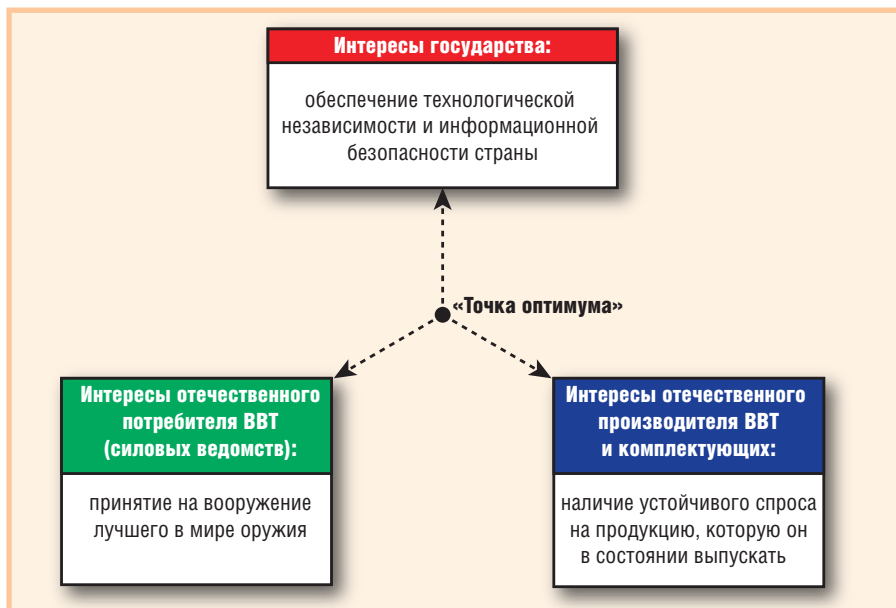 Интересы государства:
обеспечение технологической
независимости и информационной
безопасности страны
«Точка оптимума»
Интересы отечественного
потребителя ВВТ
(силовых ведомств):
принятие на вооружение
лучшего в мире оружия
Интересы отечественного
производителя ВВТ
и комплектующих:
наличие устойчивого спроса
на продукцию, которую он
в состоянии выпускать